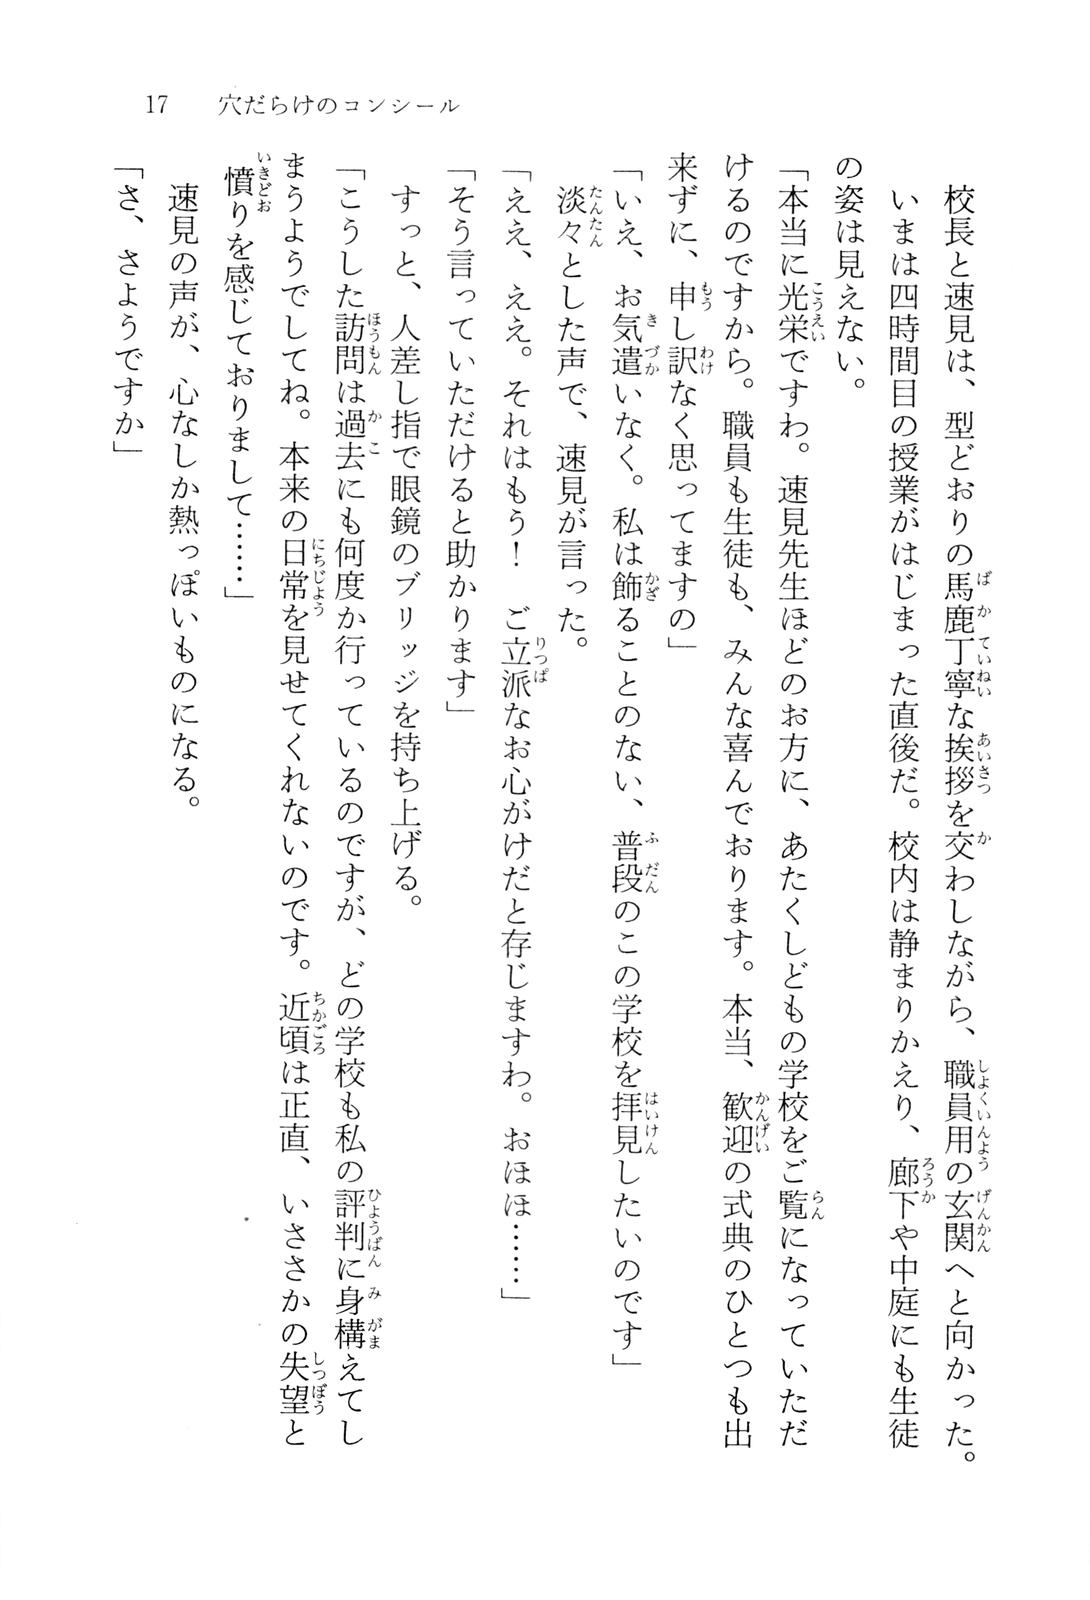 17　穴だらけのコンシール
校長と速見は、型どおりの馬鹿丁寧な挨拶を交わしながら、職員用の玄関へと向かった。
いまは四時間目の授業がはじまった直後だ。校内は静まりかえり、廊下や中庭にも生徒
の姿は見えない。
「本当に光栄ですわ。速見先生ほどのお方に、あたくしどもの学校をご覧になっていただ
けるのですから。職員も生徒も、みんな喜んでおります。本当、歓迎の式典のひとつも出
来ずに、申し訳なく思ってますの」
「いえ、お気遣いなく。私は飾ることのない、普段のこの学校を拝見したいのです」
淡々とした声で、速見が言った。
「ええ、ええ。それはもう！　ご立派なお心がけだと存じますわ。おほほ……」
「そう言っていただけると助かります」
すっと、人差し指で眼鏡のブリッジを持ち上げる。
「こうした訪問は過去にも何度か行っているのですが、どの学校も私の評判に身構えてし
まうようでしてね。本来の日常を見せてくれないのです。近頃は正直、いささかの失望と
憤りを感じておりまして……」
速見の声が、心なしか熱っぽいものになる。
「さ、さようですか」